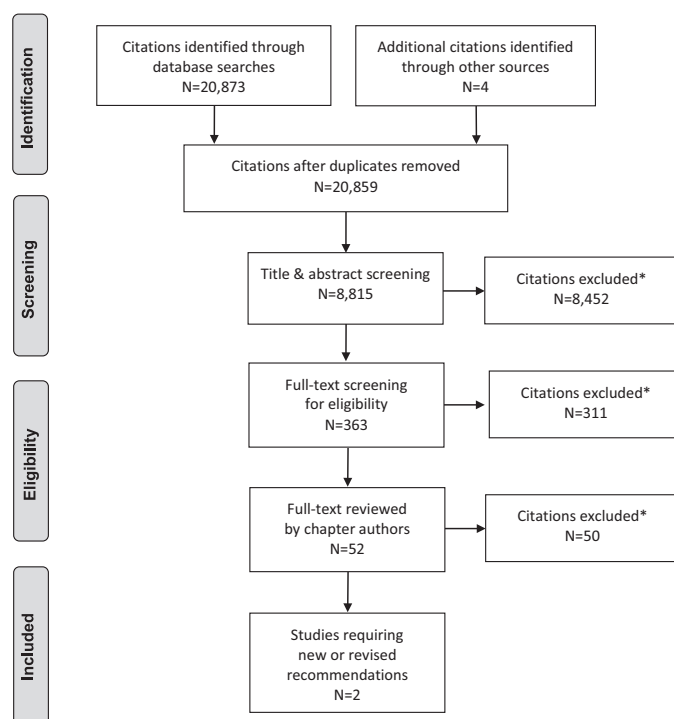 Identification
Citations identified through
database searches
N=20,873
Additional citations identified
through other sources
N=4
Citations after duplicates removed
N=20,859
Screening
Title & abstract screening
N=8,815
Citations excluded*
N=8,452
Eligibility
Full-text screening
for eligibility
N=363
Citations excluded*
N=311
Full-text reviewed
by chapter authors
N=52
Citations excluded*
N=50
Included
Studies requiring
new or revised
recommendations
N=2